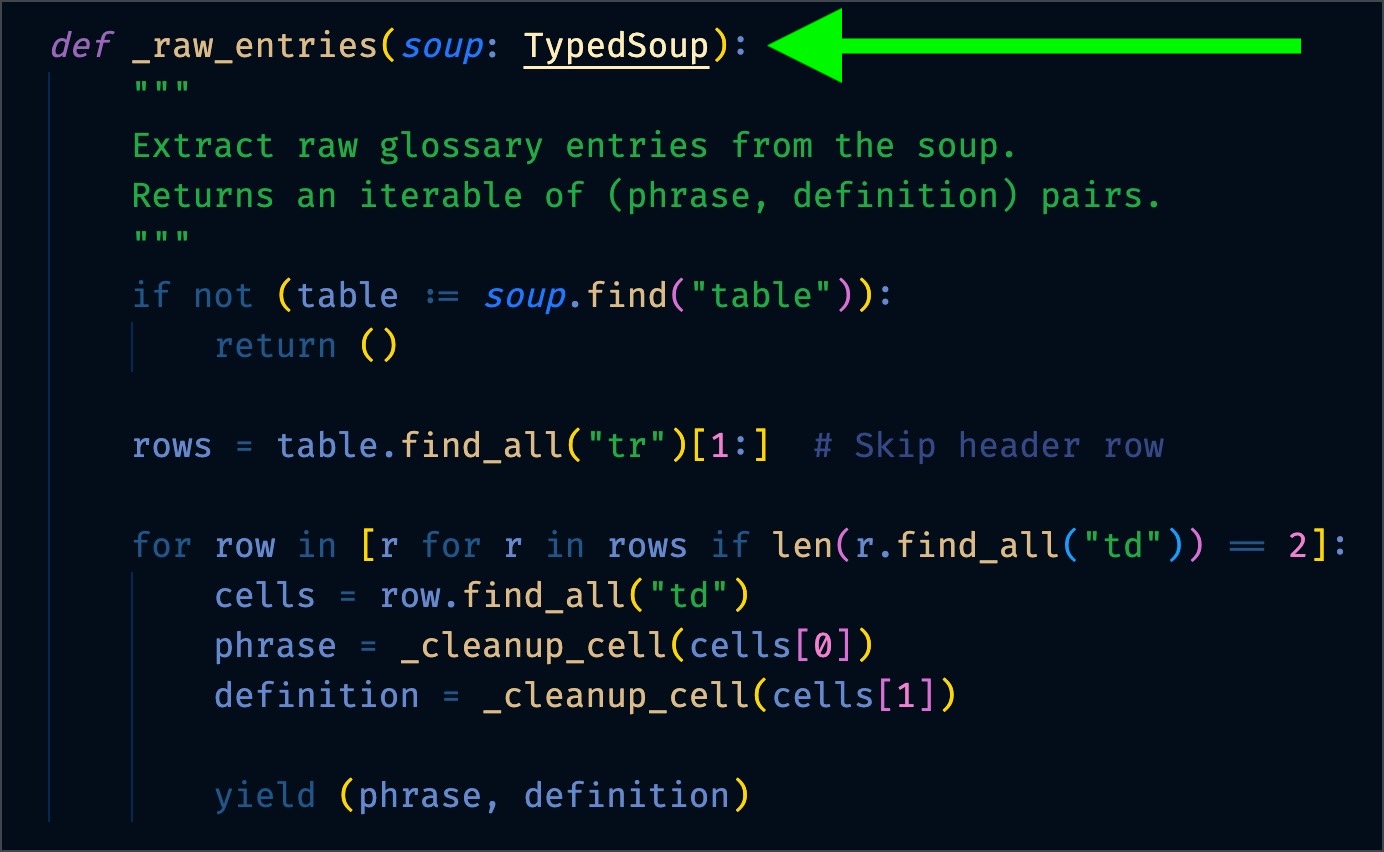 def _raw_entries(soup: TypedSoup):
    """
    Extract raw glossary entries from the soup.
    Returns an iterable of (phrase, definition) pairs.
    """
    if not (table := soup.find("table")):
        return ()
    rows = table.find_all("tr")[1:]  # Skip header row
    for row in [r for r in rows if len(r.find_all("td")) == 2]:
        cells = row.find_all("td")
        phrase = _cleanup_cell(cells[0])
        definition = _cleanup_cell(cells[1])
        yield (phrase, definition)